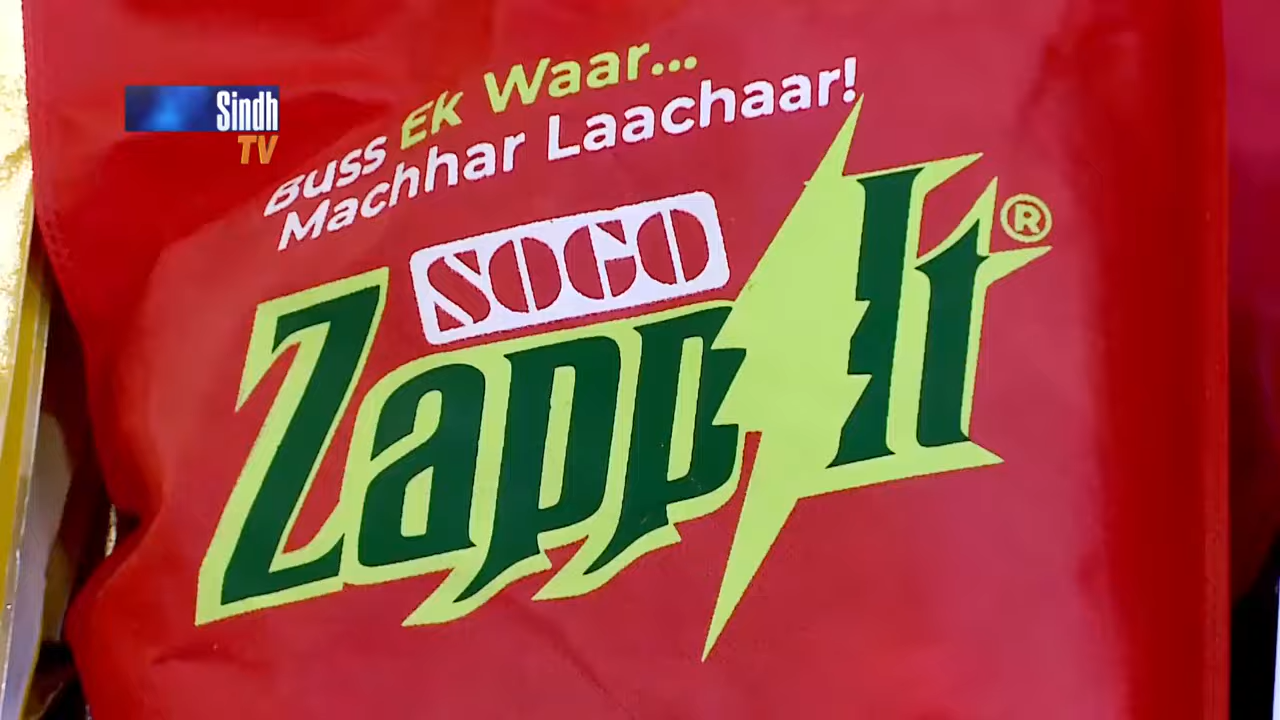 Sindh
TV
Buss Ek Waar...
Machhar Laachaar!
SOGO
Zapp It®